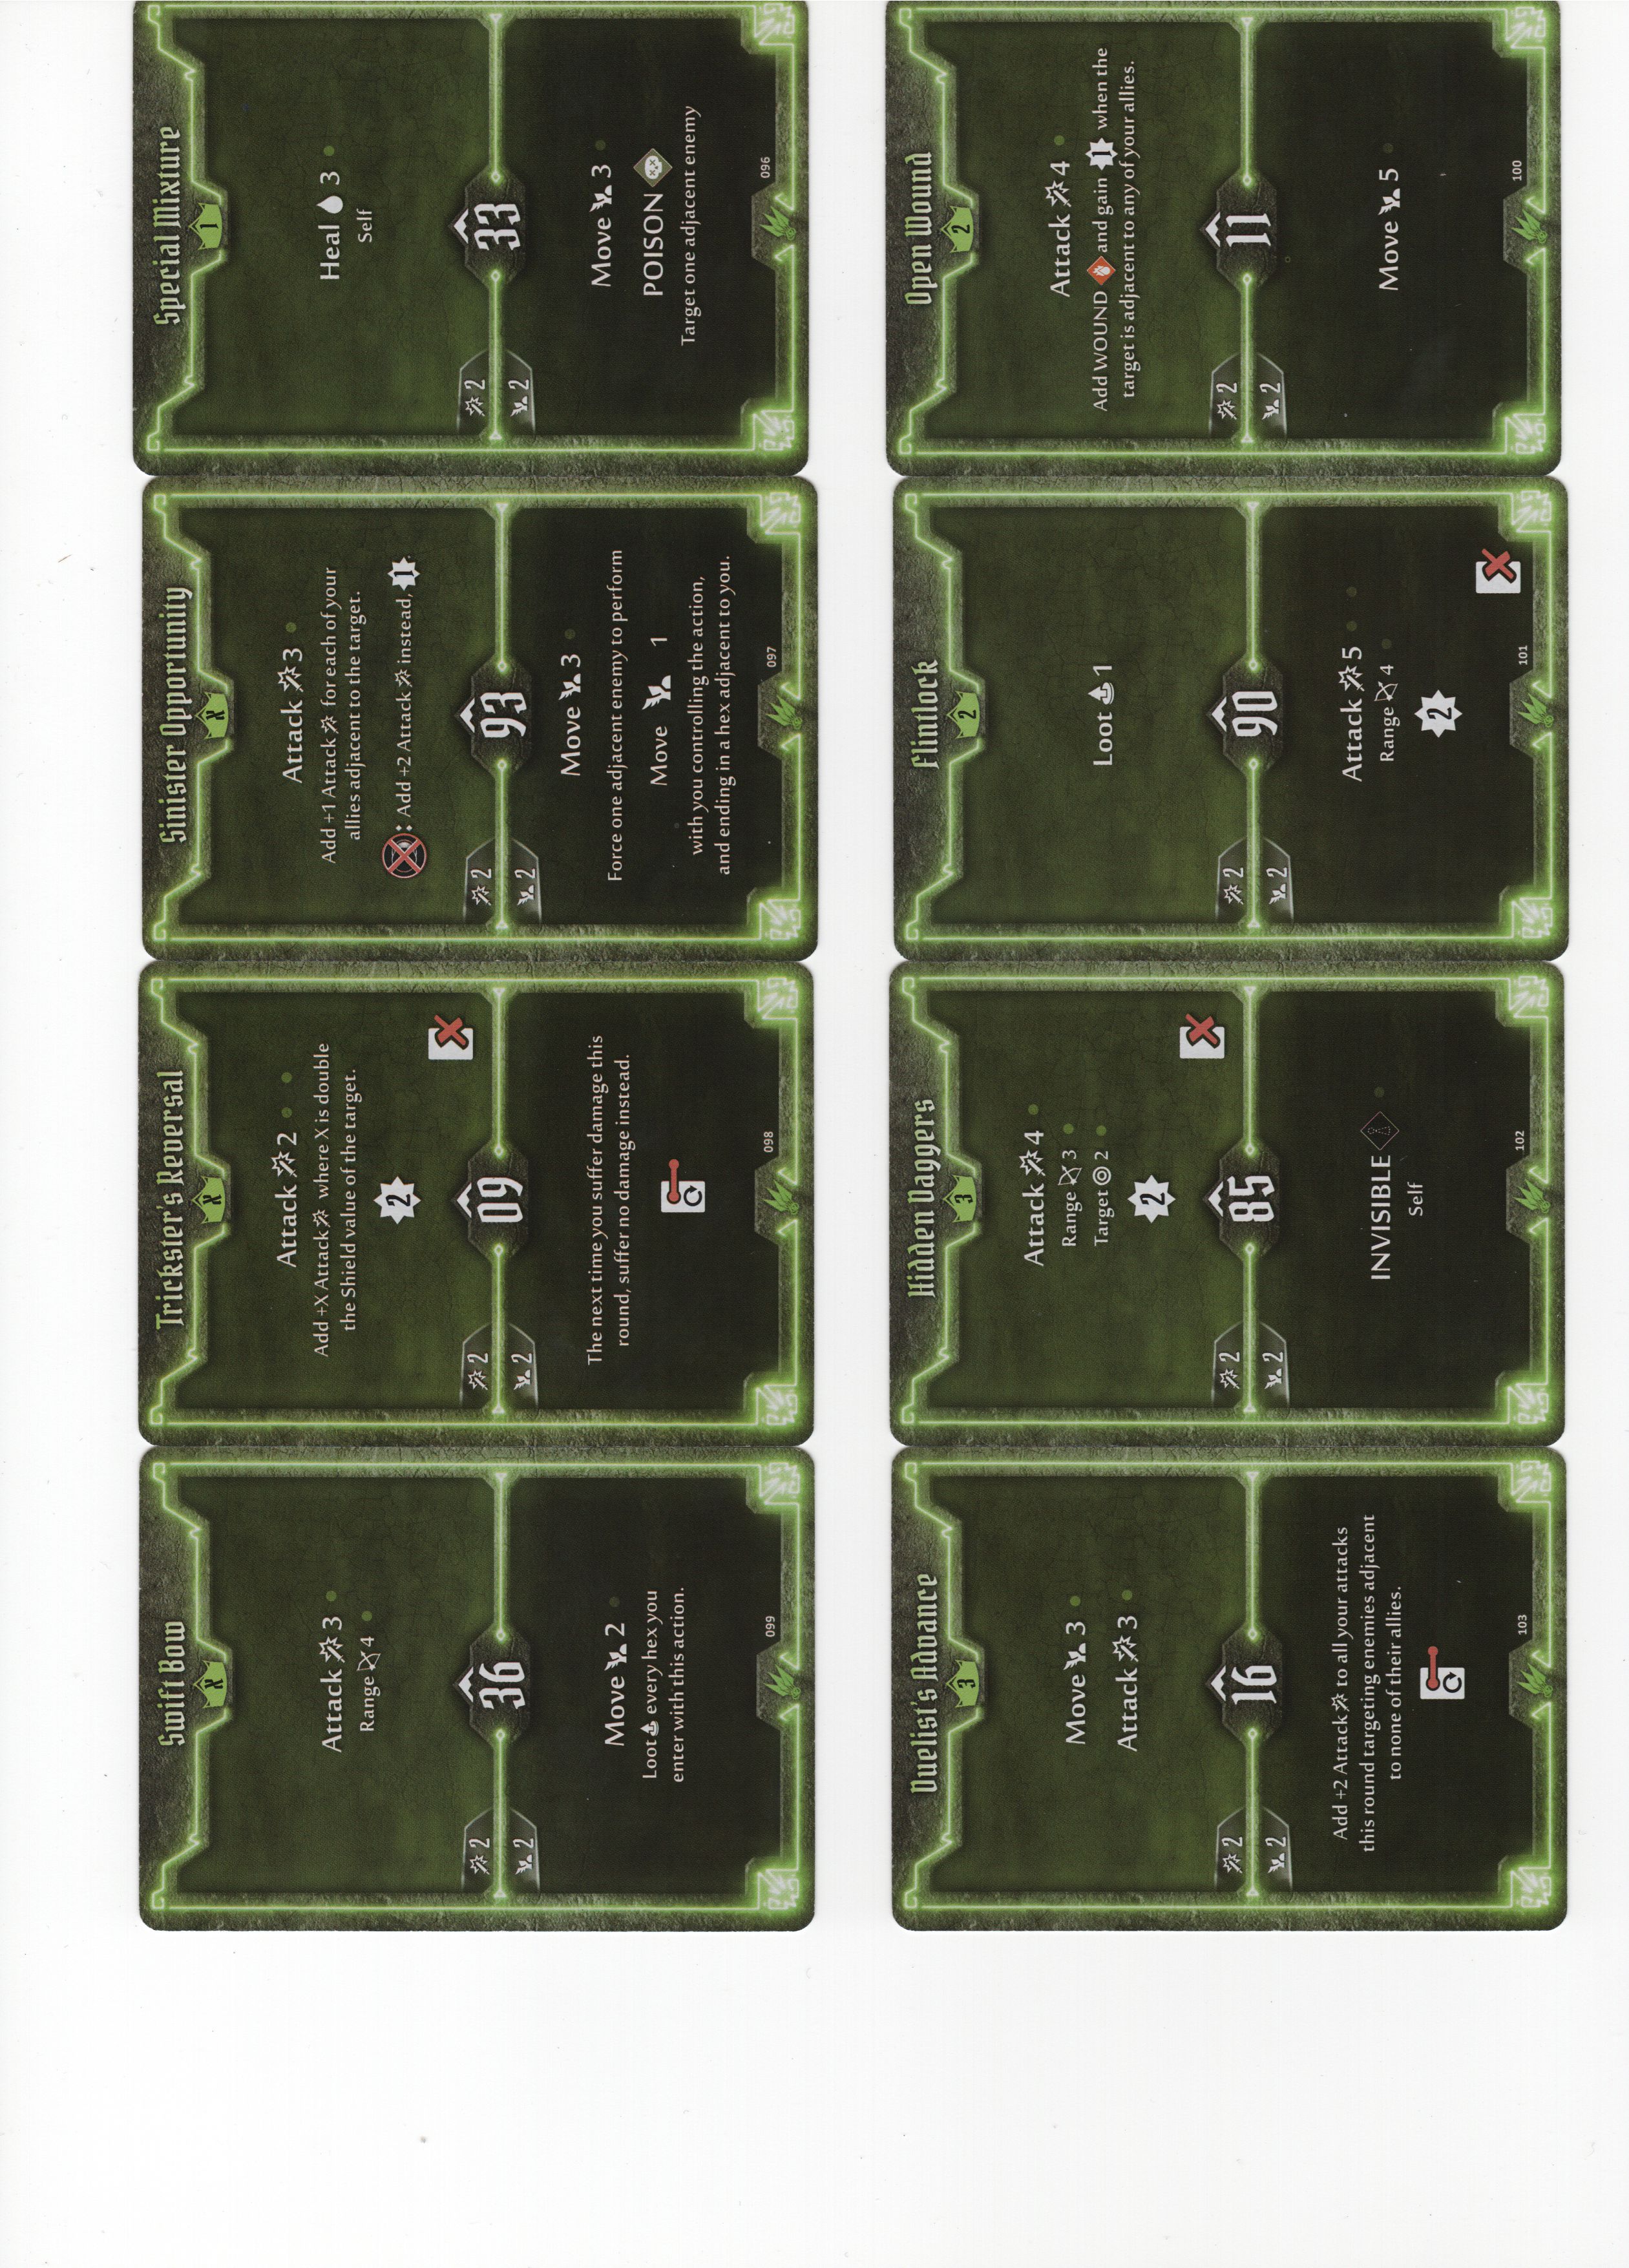 Special Mixture
1
Heal 3
Self
2
33
2
Move 3
POISON
Target one adjacent enemy
096
Sinister Opportunity
X
Attack 3
Add +1 Attack for each of your
allies adjacent to the target.
: Add +2 Attack instead, 1.
2
93
2
Move 3
Force one adjacent enemy to perform
Move 1
with you controlling the action,
and ending in a hex adjacent to you.
097
Trickster's Reversal
X
Attack 2
Add +X Attack where X is double
the Shield value of the target.
2
2
09
2
The next time you suffer damage this
round, suffer no damage instead.
098
Swift Bow
X
Attack 3
Range 4
2
36
2
Move 2
Loot every hex you
enter with this action.
099
Open Wound
2
Attack 4
Add WOUND and gain 1 when the
target is adjacent to any of your allies.
2
11
2
Move 5
100
Flintlock
2
Loot 1
2
90
2
Attack 5
Range 4
2
101
Hidden Daggers
3
Attack 4
Range 3
Target 2
2
2
85
2
INVISIBLE
Self
102
Duelist's Advance
3
Move 3
Attack 3
2
16
2
Add +2 Attack to all your attacks
this round targeting enemies adjacent
to none of their allies.
103